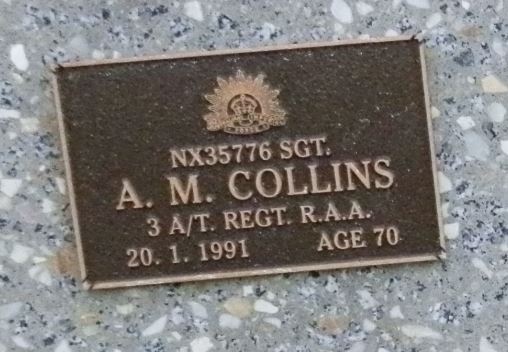 NX35776 SGT.
A. M. COLLINS
3 A/T. REGT. R.A.A.
20. 1. 1991 AGE 70